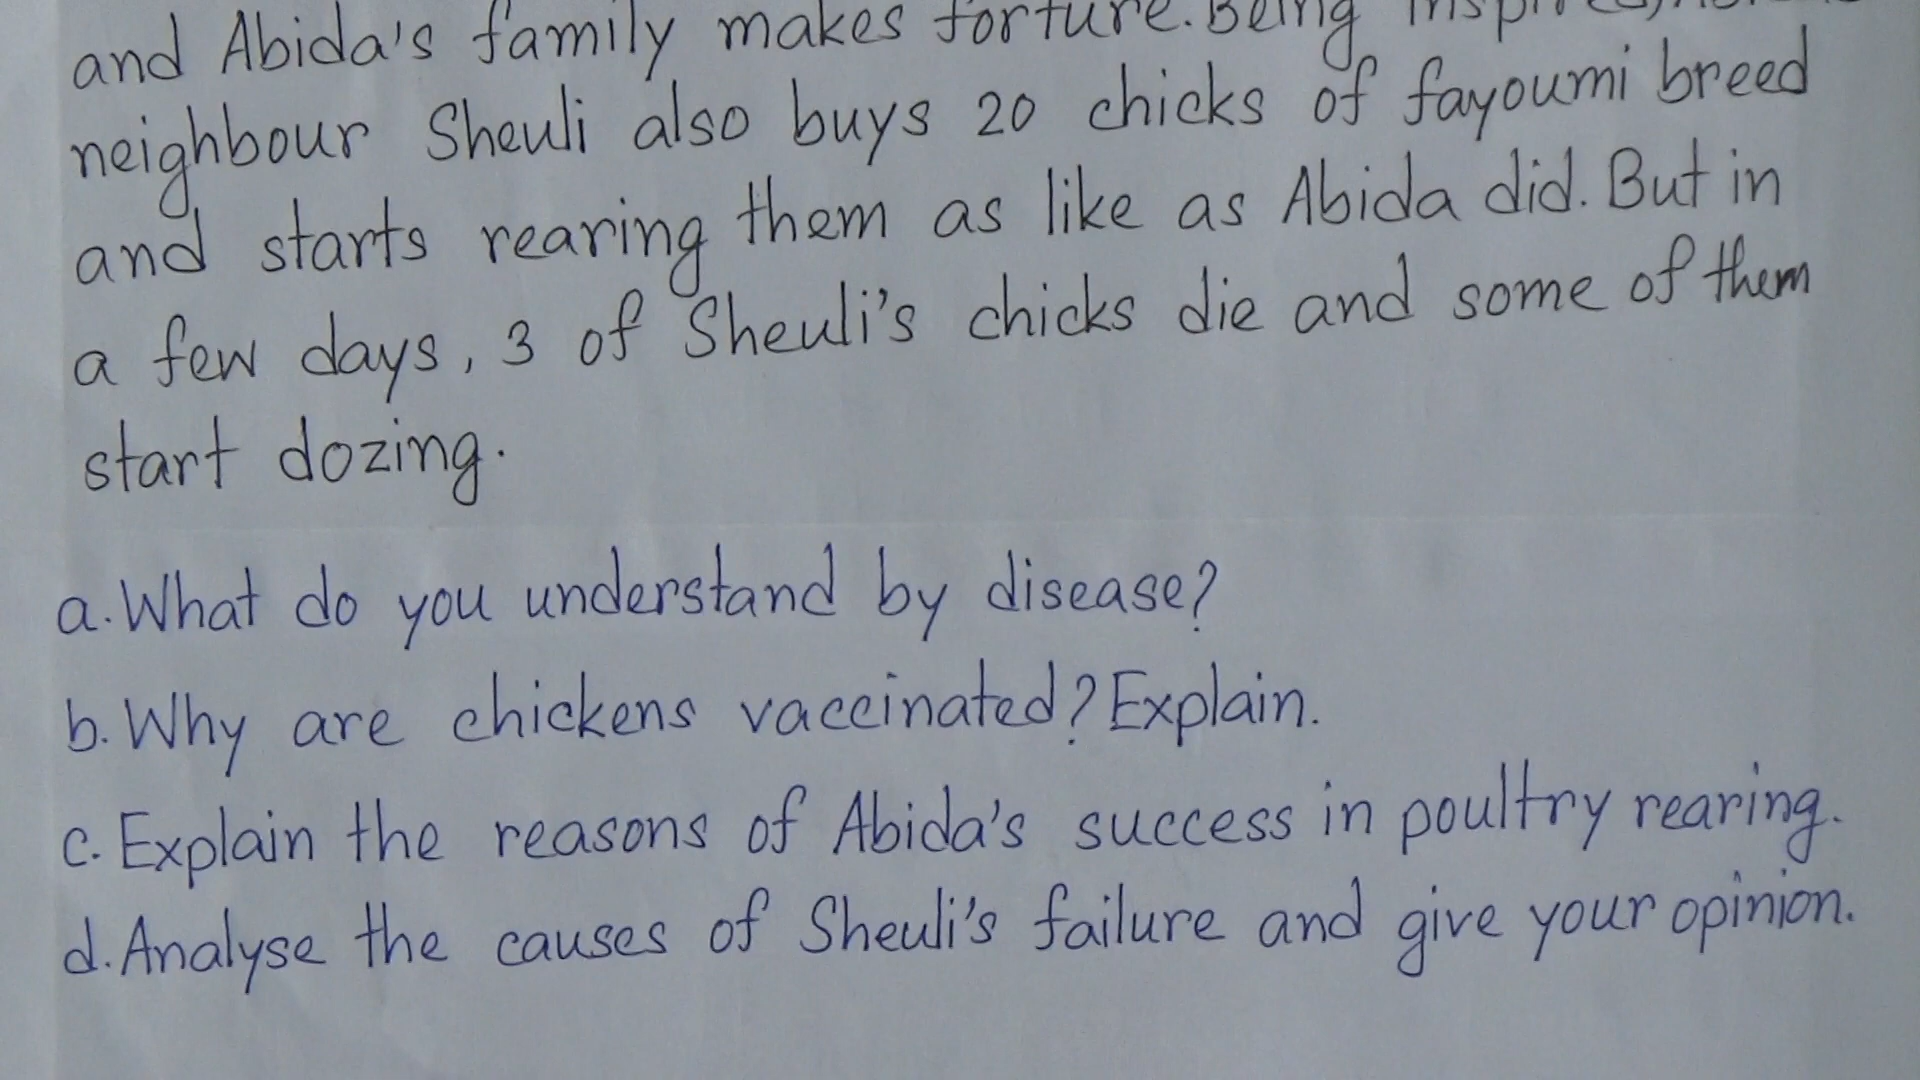 and Abida's family makes forture. Being
neighbour Sheuli also buys 20 chicks of fayoumi breed
and starts rearing them as like as Abida did. But in
a few days, 3 of Sheuli's chicks die and some of them
start dozing.
a. What do you understand by disease?
b. Why are chickens vaccinated? Explain.
c. Explain the reasons of Abida's success in poultry rearing.
d. Analyse the causes of Sheuli's failure and give your opinion.